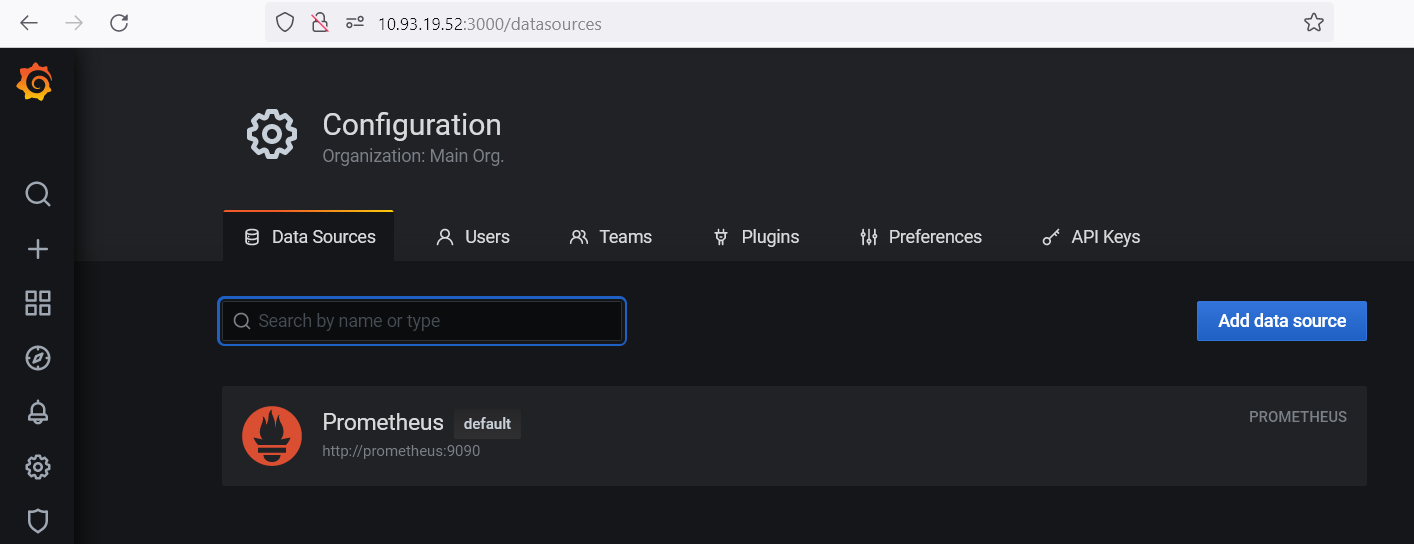 10.93.19.52:3000/datasources
Configuration
Organization: Main Org.
Data Sources Users Teams Plugins Preferences API Keys
Search by name or type
Add data source
Prometheus default
PROMETHEUS
http://prometheus:9090